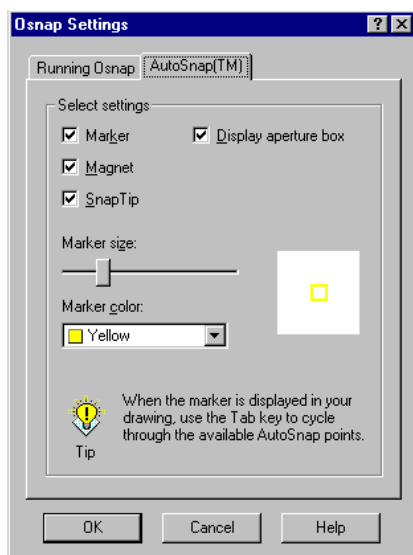 Osnap Settings
Running Osnap AutoSnap(TM)
Select settings
Marker Display aperture box
Magnet
SnapTip
Marker size:
Marker color:
Yellow
When the marker is displayed in your
drawing, use the Tab key to cycle
through the available AutoSnap points.
Tip
OK Cancel Help